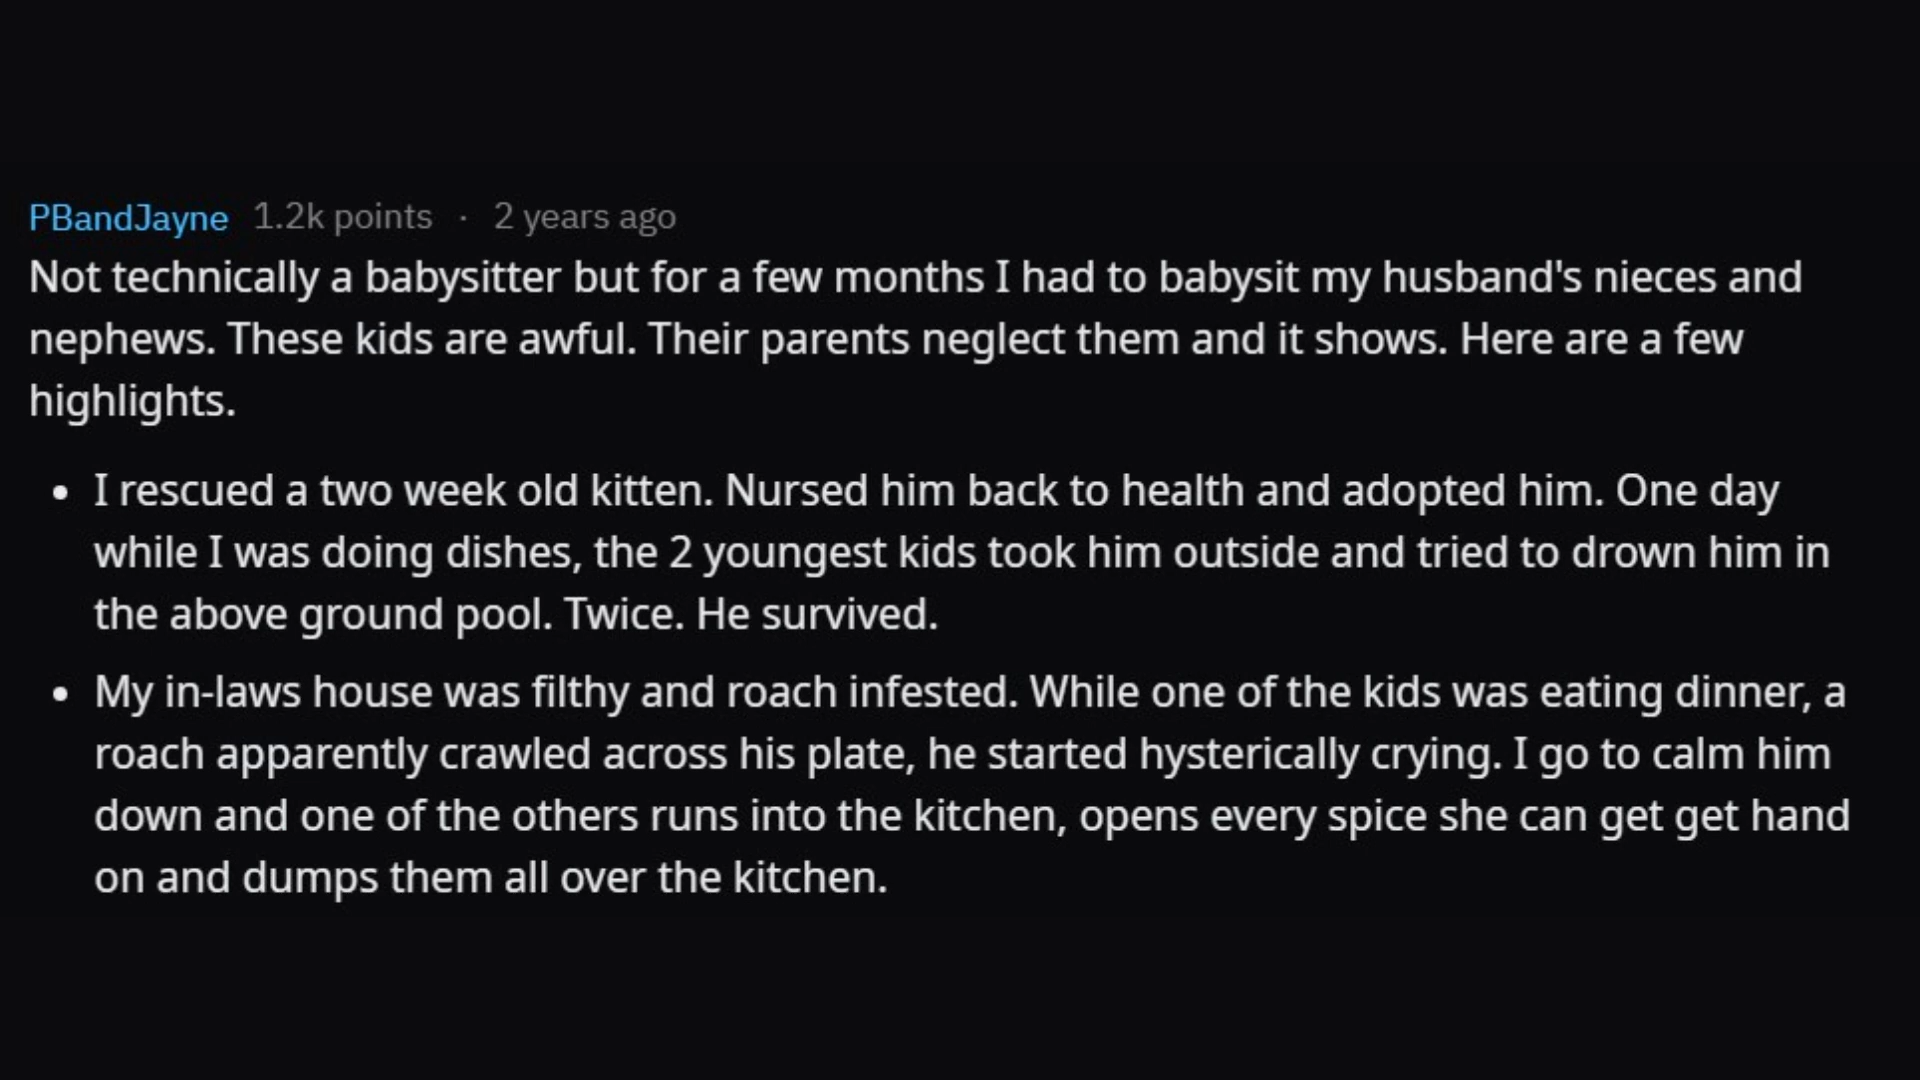 PBandJayne 1.2k points · 2 years ago
Not technically a babysitter but for a few months I had to babysit my husband's nieces and
nephews. These kids are awful. Their parents neglect them and it shows. Here are a few
highlights.
• I rescued a two week old kitten. Nursed him back to health and adopted him. One day
while I was doing dishes, the 2 youngest kids took him outside and tried to drown him in
the above ground pool. Twice. He survived.
• My in-laws house was filthy and roach infested. While one of the kids was eating dinner, a
roach apparently crawled across his plate, he started hysterically crying. I go to calm him
down and one of the others runs into the kitchen, opens every spice she can get get hand
on and dumps them all over the kitchen.